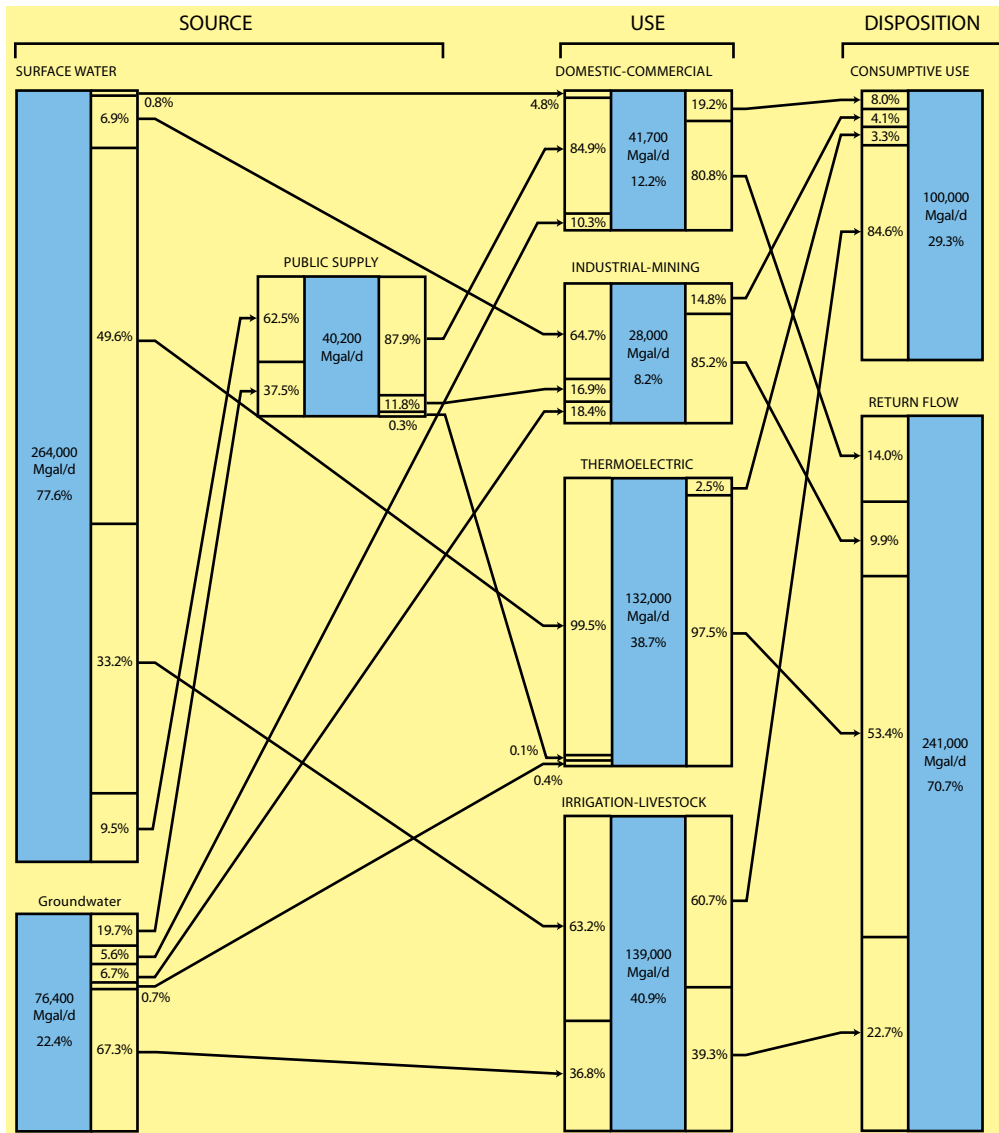 SOURCE
USE
DISPOSITION
SURFACE WATER
0.8%
6.9%
49.6%
264,000
Mgal/d
77.6%
33.2%
9.5%
Groundwater
19.7%
5.6%
6.7%
0.7%
76,400
Mgal/d
22.4%
67.3%
PUBLIC SUPPLY
62.5%
37.5%
40,200
Mgal/d
87.9%
11.8%
0.3%
DOMESTIC-COMMERCIAL
4.8%
84.9%
10.3%
41,700
Mgal/d
12.2%
19.2%
80.8%
INDUSTRIAL-MINING
64.7%
16.9%
18.4%
28,000
Mgal/d
8.2%
14.8%
85.2%
THERMOELECTRIC
99.5%
0.1%
0.4%
132,000
Mgal/d
38.7%
2.5%
97.5%
IRRIGATION-LIVESTOCK
63.2%
36.8%
139,000
Mgal/d
40.9%
60.7%
39.3%
CONSUMPTIVE USE
8.0%
4.1%
3.3%
84.6%
100,000
Mgal/d
29.3%
RETURN FLOW
14.0%
9.9%
53.4%
22.7%
241,000
Mgal/d
70.7%